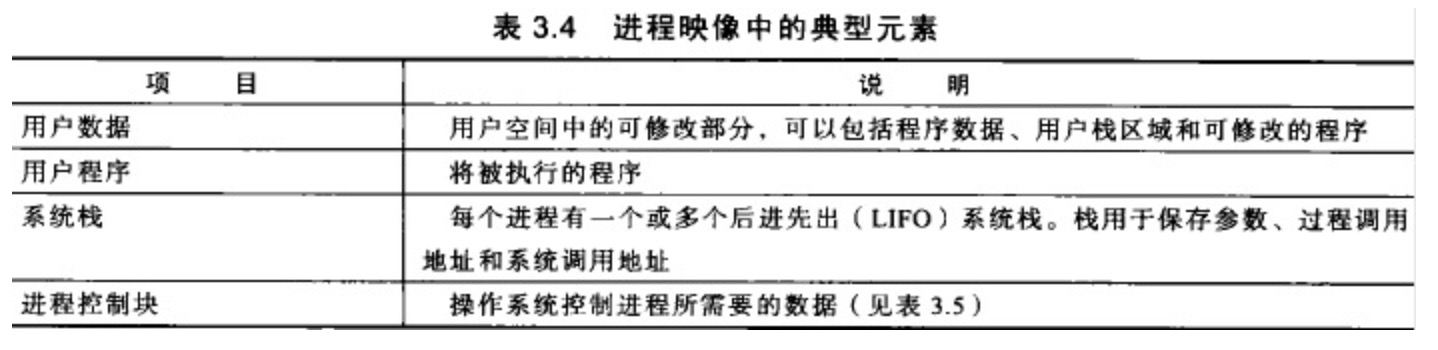 表 3.4 进程映像中的典型元素
项 目 说 明
用户数据 用户空间中的可修改部分，可以包括程序数据、用户栈区域和可修改的程序
用户程序 将被执行的程序
系统栈 每个进程有一个或多个后进先出（LIFO）系统栈。栈用于保存参数、过程调用
地址和系统调用地址
进程控制块 操作系统控制进程所需要的数据（见表 3.5）